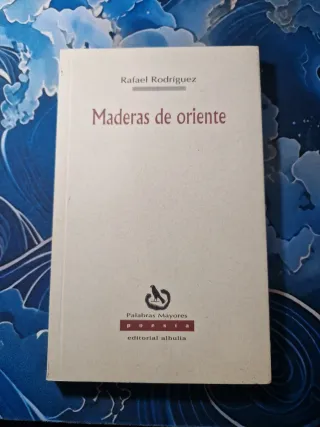 Rafael Rodríguez
Maderas de oriente
Palabras Mayores
poesía
editorial alhulia